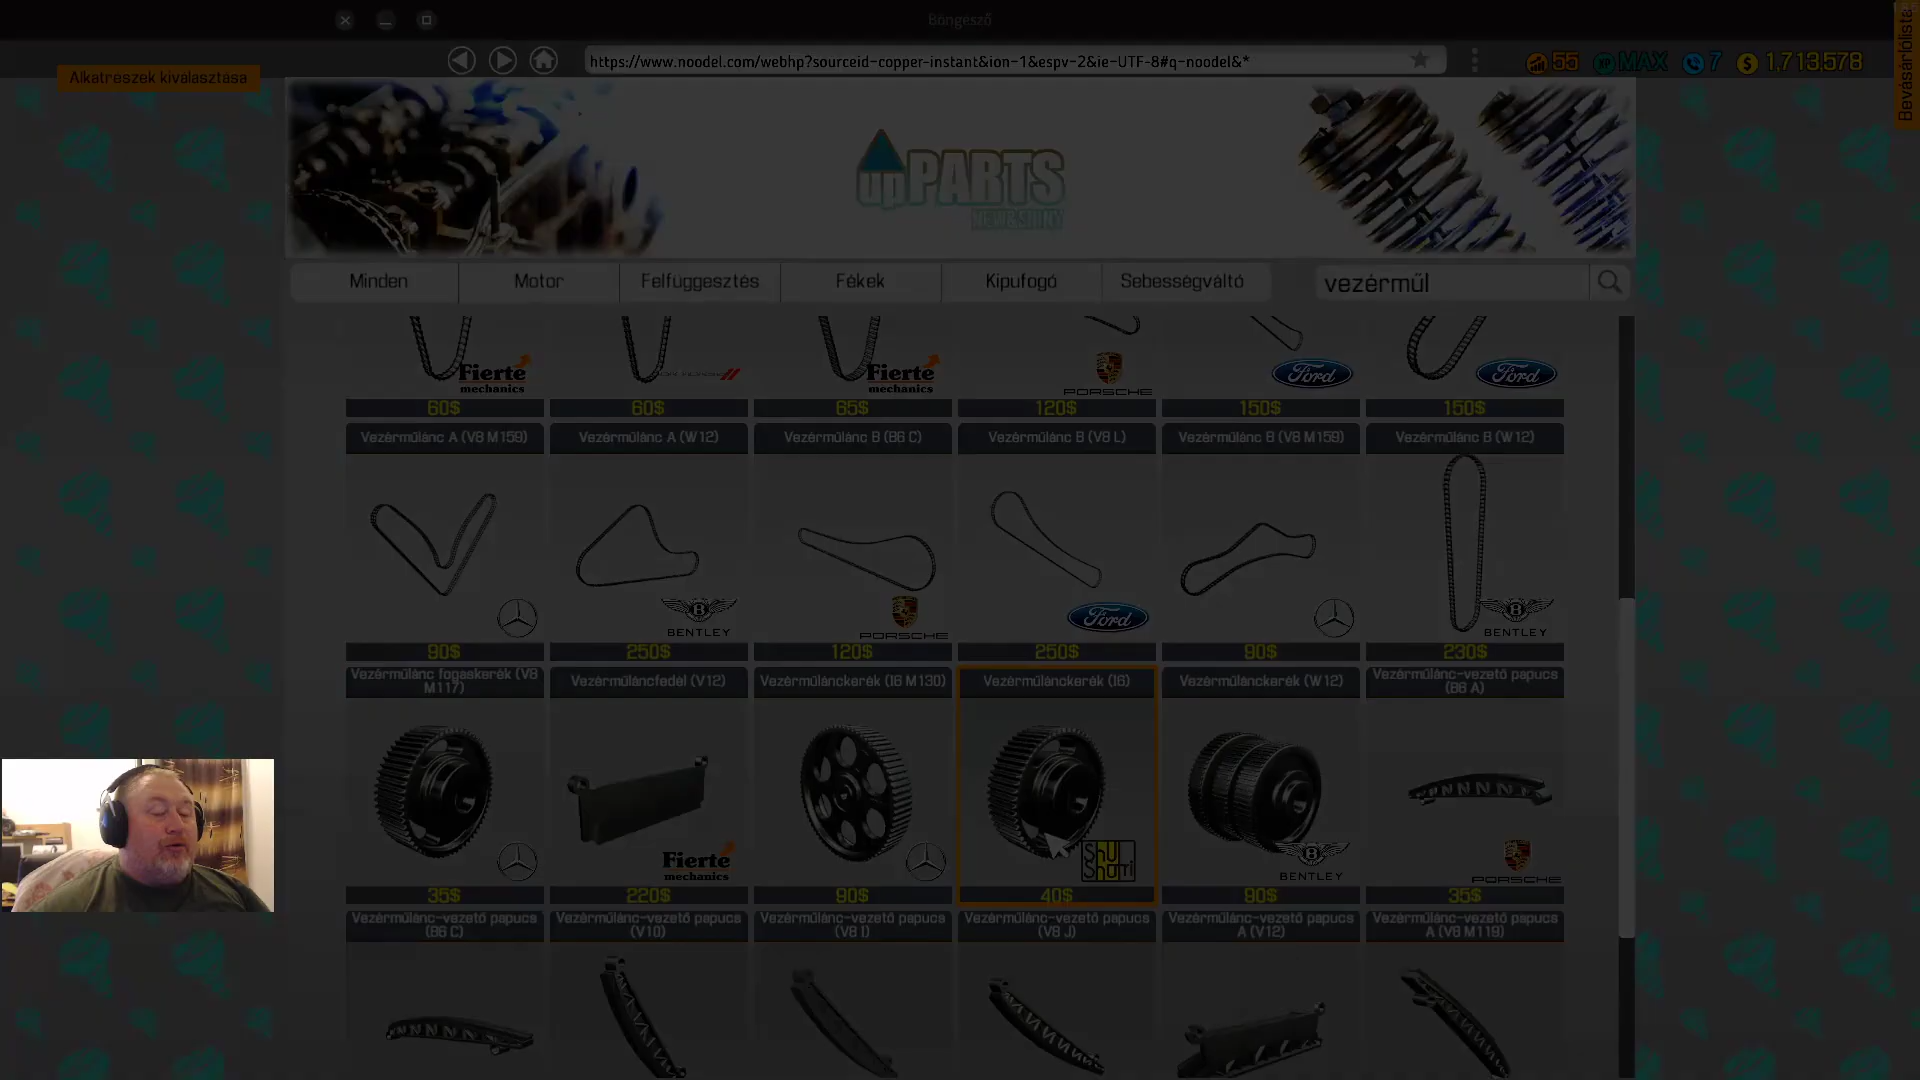 Böngésző
https://www.noodel.com/webhp?sourceid-copper-instant&ion-1&espv-2&ie-UTF-8#q-noodel&*
55 MAX 7 1,713,578
Bevásárlólista
Alkatrészek kiválasztása
upPARTS
NEW&SHINY
Minden Motor Felfüggesztés Fékek Kipufogó Sebességváltó vezérműl
Fierte mechanics Fierte mechanics PORSCHE Ford Ford
60$ 60$ 65$ 120$ 150$ 150$
Vezérműlánc A (V8 M159) Vezérműlánc A (W12) Vezérműlánc B (B6 C) Vezérműlánc B (V8 L) Vezérműlánc B (V8 M159) Vezérműlánc B (W12)
BENTLEY PORSCHE Ford BENTLEY
90$ 250$ 120$ 250$ 90$ 230$
Vezérműlánc fogaskerék (V8 M117) Vezérműláncfedél (V12) Vezérműlánckerék (I6 M130) Vezérműlánckerék (I6) Vezérműlánckerék (W12) Vezérműlánc-vezető papucs (B6 A)
Fierte mechanics BENTLEY PORSCHE
35$ 220$ 90$ 40$ 90$ 35$
Vezérműlánc-vezető papucs (B6 C) Vezérműlánc-vezető papucs (V10) Vezérműlánc-vezető papucs (V8 I) Vezérműlánc-vezető papucs (V8 J) Vezérműlánc-vezető papucs A (V12) Vezérműlánc-vezető papucs A (V8 M119)